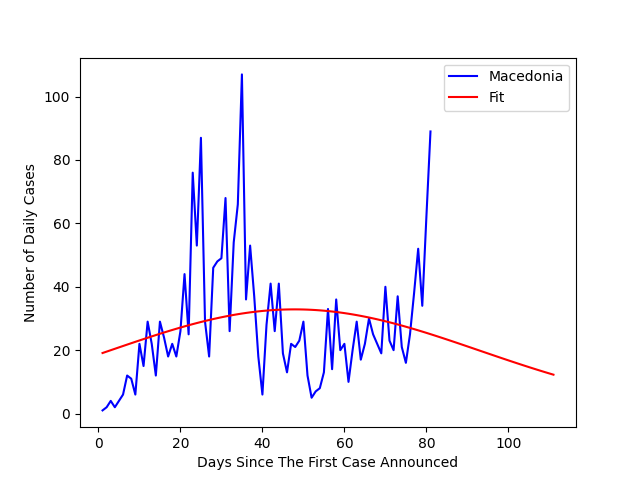 Macedonia
Fit
100
80
60
40
20
0
Number of Daily Cases
0 20 40 60 80 100
Days Since The First Case Announced